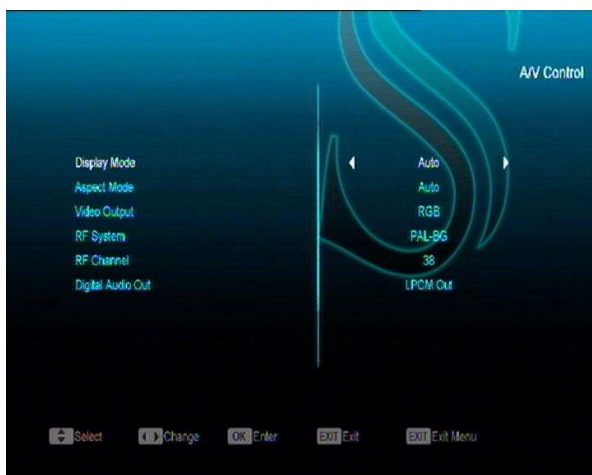 A/V Control
Display Mode Auto
Aspect Mode Auto
Video Output RGB
RF System PAL-BG
RF Channel 38
Digital Audio Out LPCM Out
Select Change OK Enter EXIT Exit EXIT Exit Menu